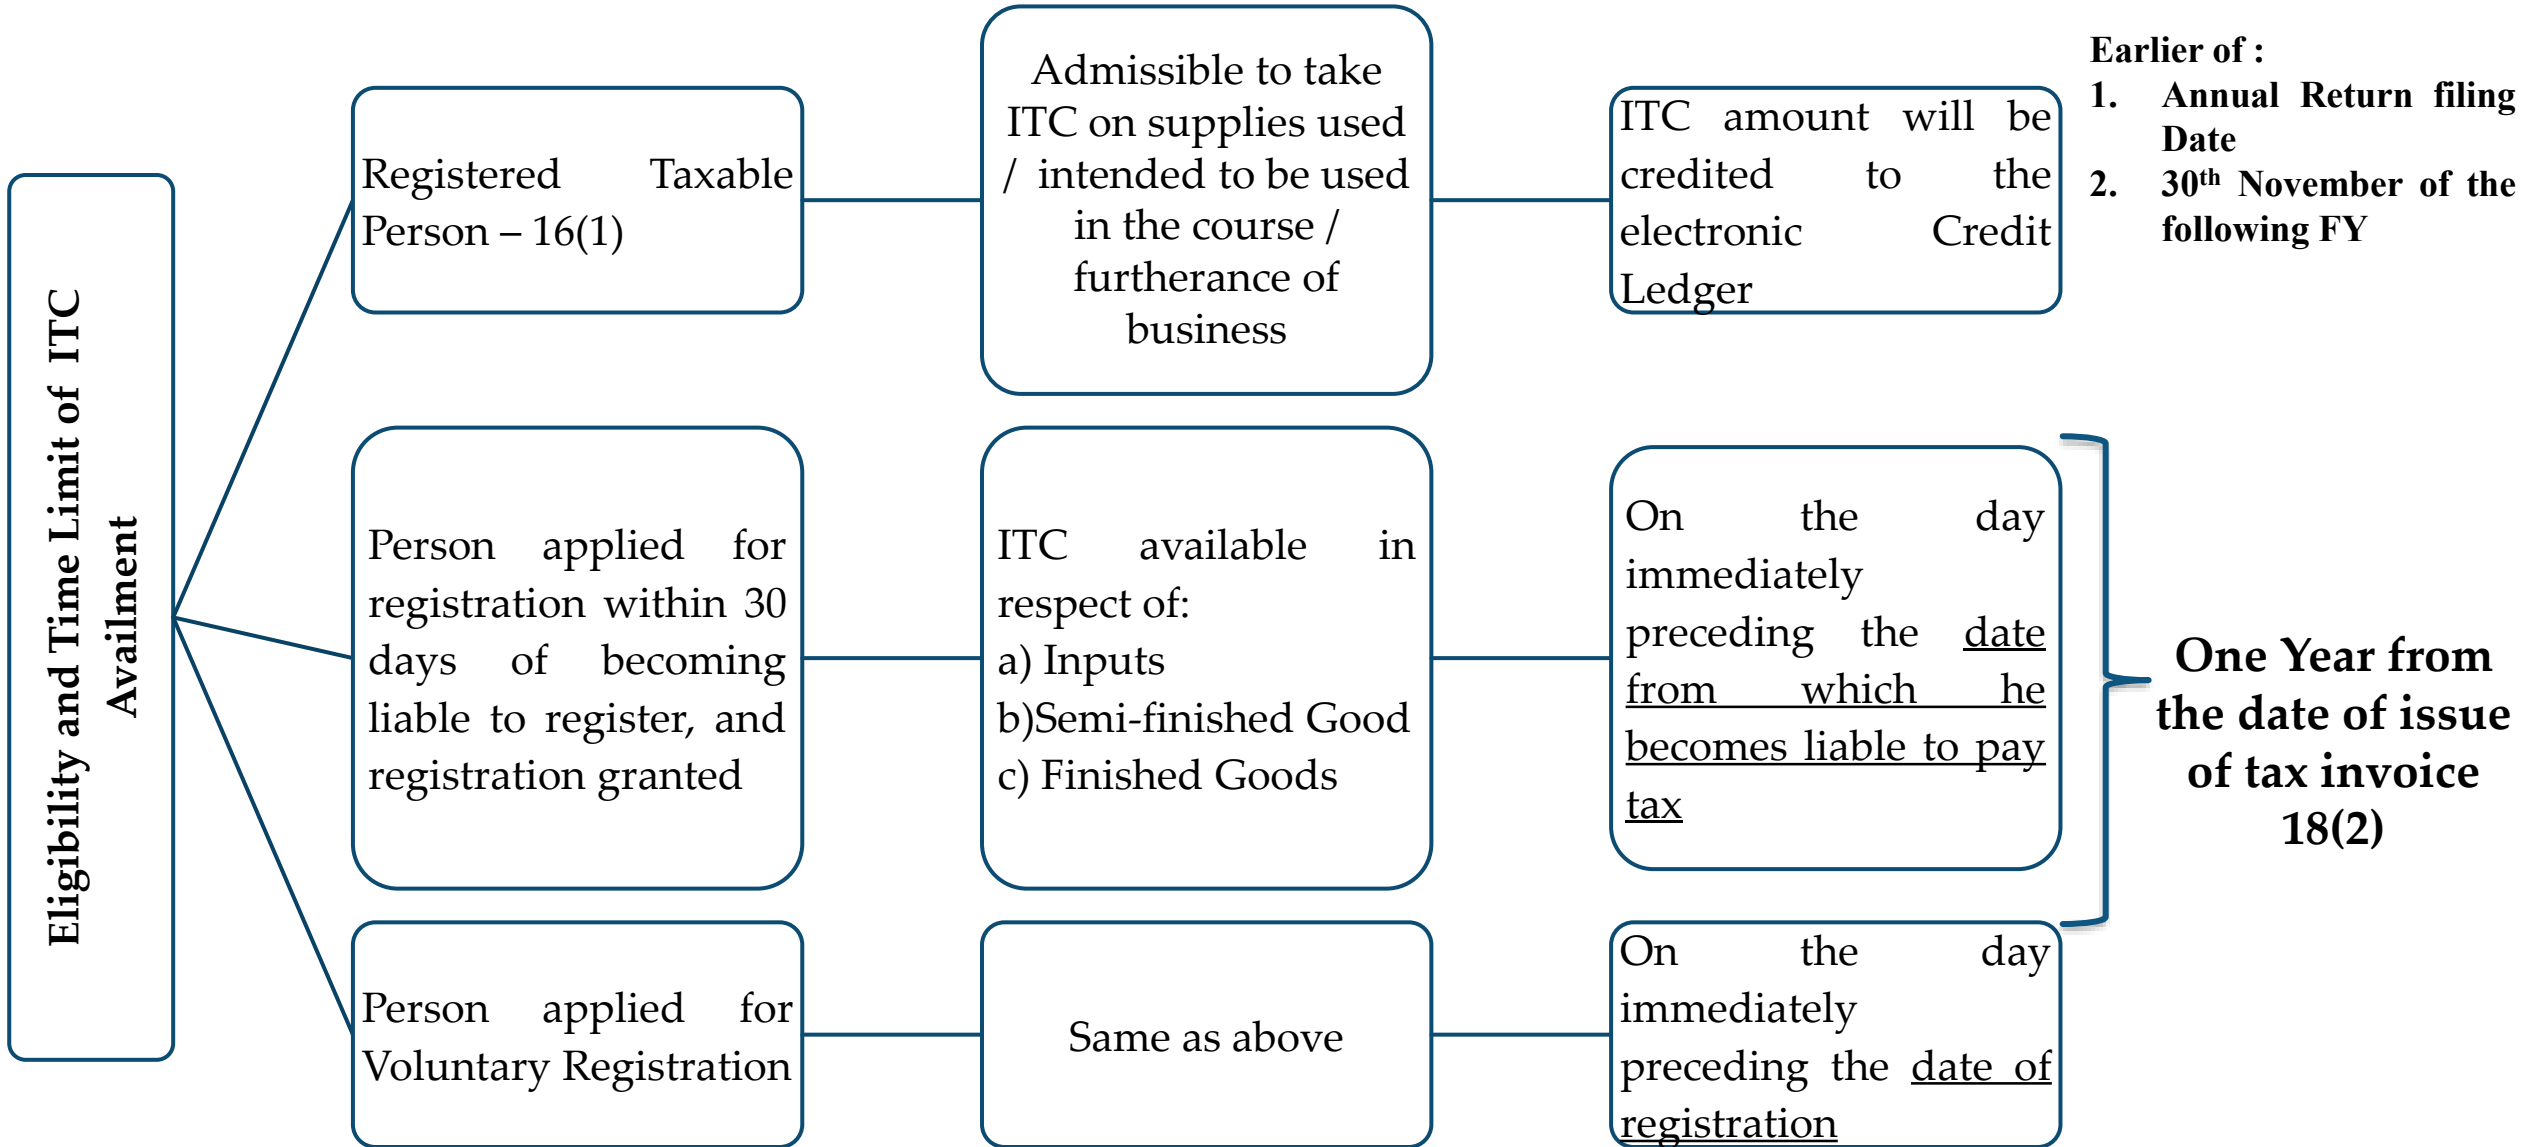 Eligibility and Time Limit of ITC
Availment
Registered Taxable
Person – 16(1)
Admissible to take
ITC on supplies used
/ intended to be used
in the course /
furtherance of
business
ITC amount will be
credited to the
electronic Credit
Ledger
Earlier of :
1. Annual Return filing
Date
2. 30th November of the
following FY
Person applied for
registration within 30
days of becoming
liable to register, and
registration granted
ITC available in
respect of:
a) Inputs
b)Semi-finished Good
c) Finished Goods
On the day
immediately
preceding the date
from which he
becomes liable to pay
tax
One Year from
the date of issue
of tax invoice
18(2)
Person applied for
Voluntary Registration
Same as above
On the day
immediately
preceding the date of
registration